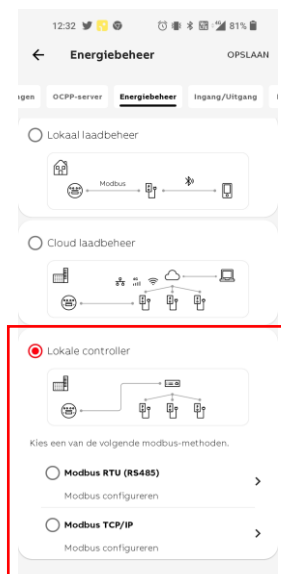 12:32 81%
Energiebeheer OPSLAAN
ngen OCPP-server Energiebeheer Ingang/Uitgang
Lokaal laadbeheer
Modbus
Cloud laadbeheer
Lokale controller
Kies een van de volgende modbus-methoden.
Modbus RTU (RS485)
Modbus configureren
Modbus TCP/IP
Modbus configureren